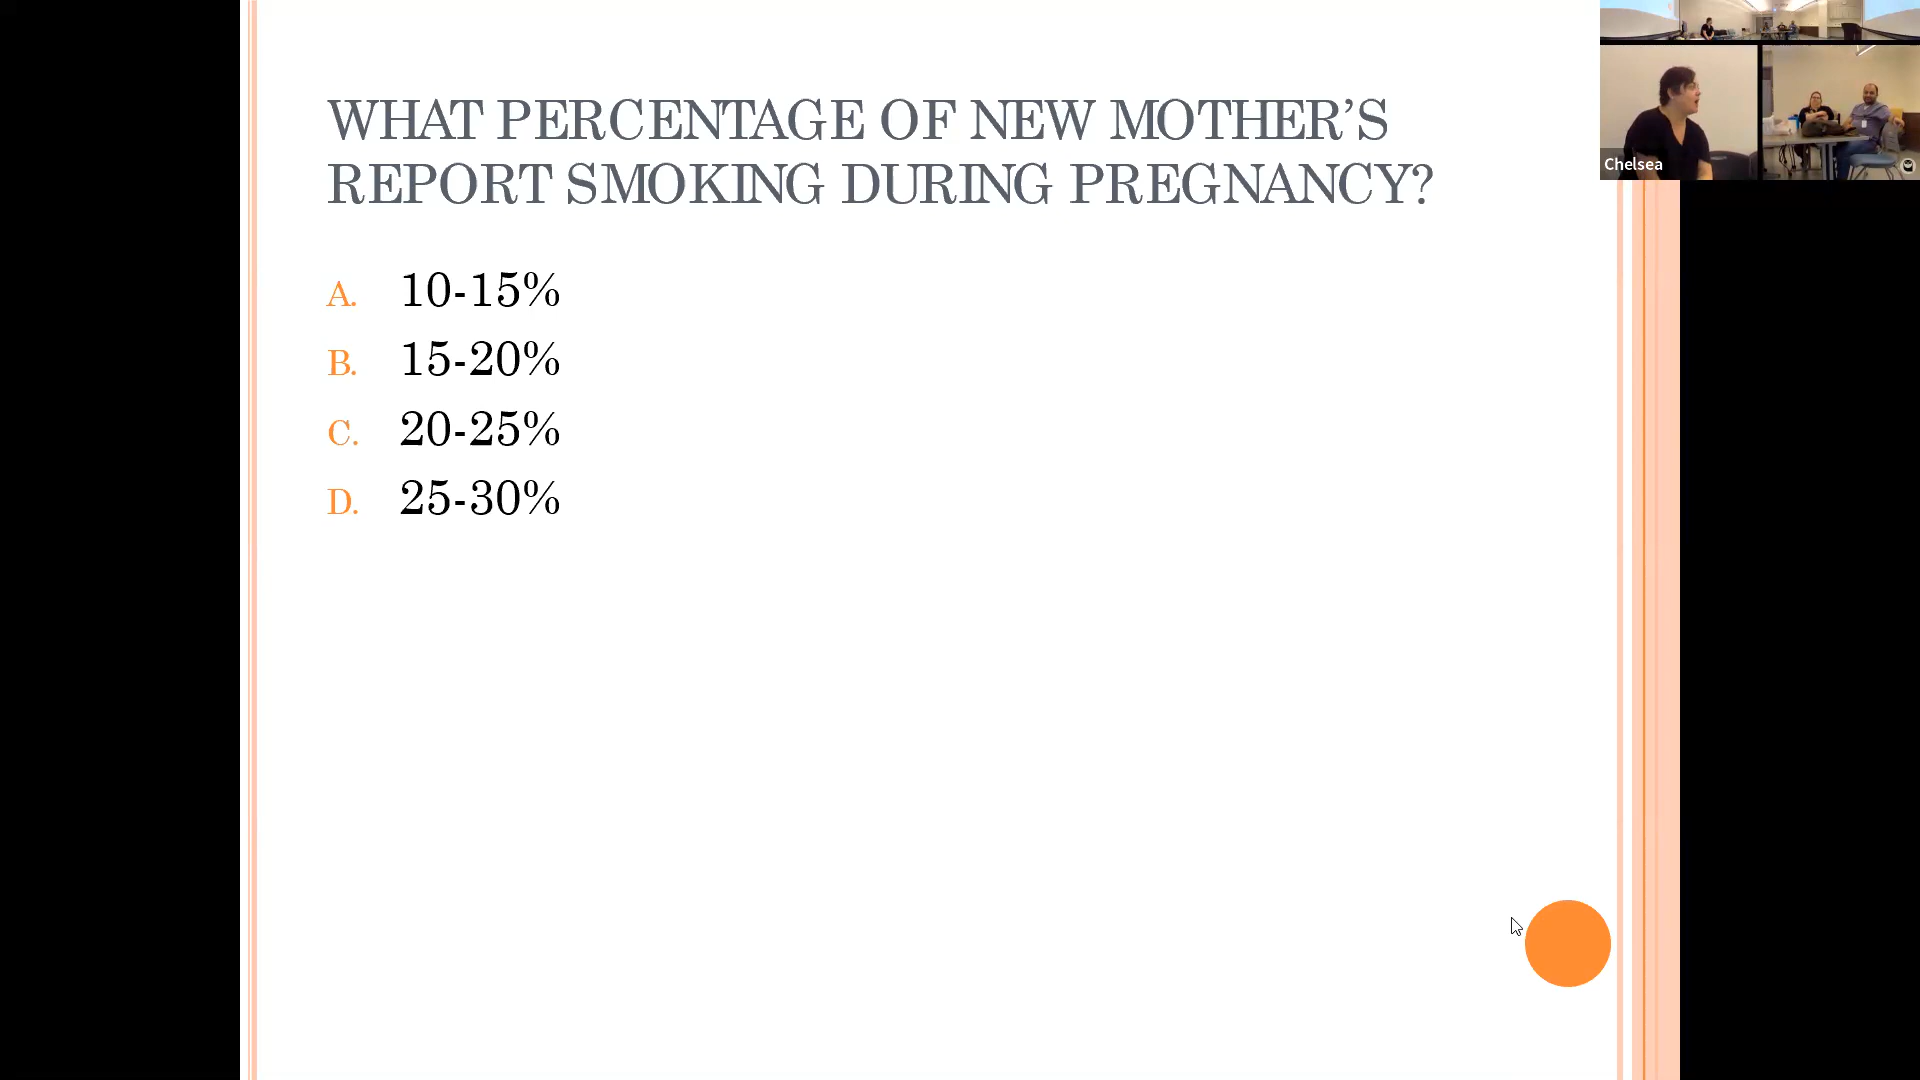 WHAT PERCENTAGE OF NEW MOTHER’S
REPORT SMOKING DURING PREGNANCY?
A. 10-15%
B. 15-20%
C. 20-25%
D. 25-30%
Chelsea